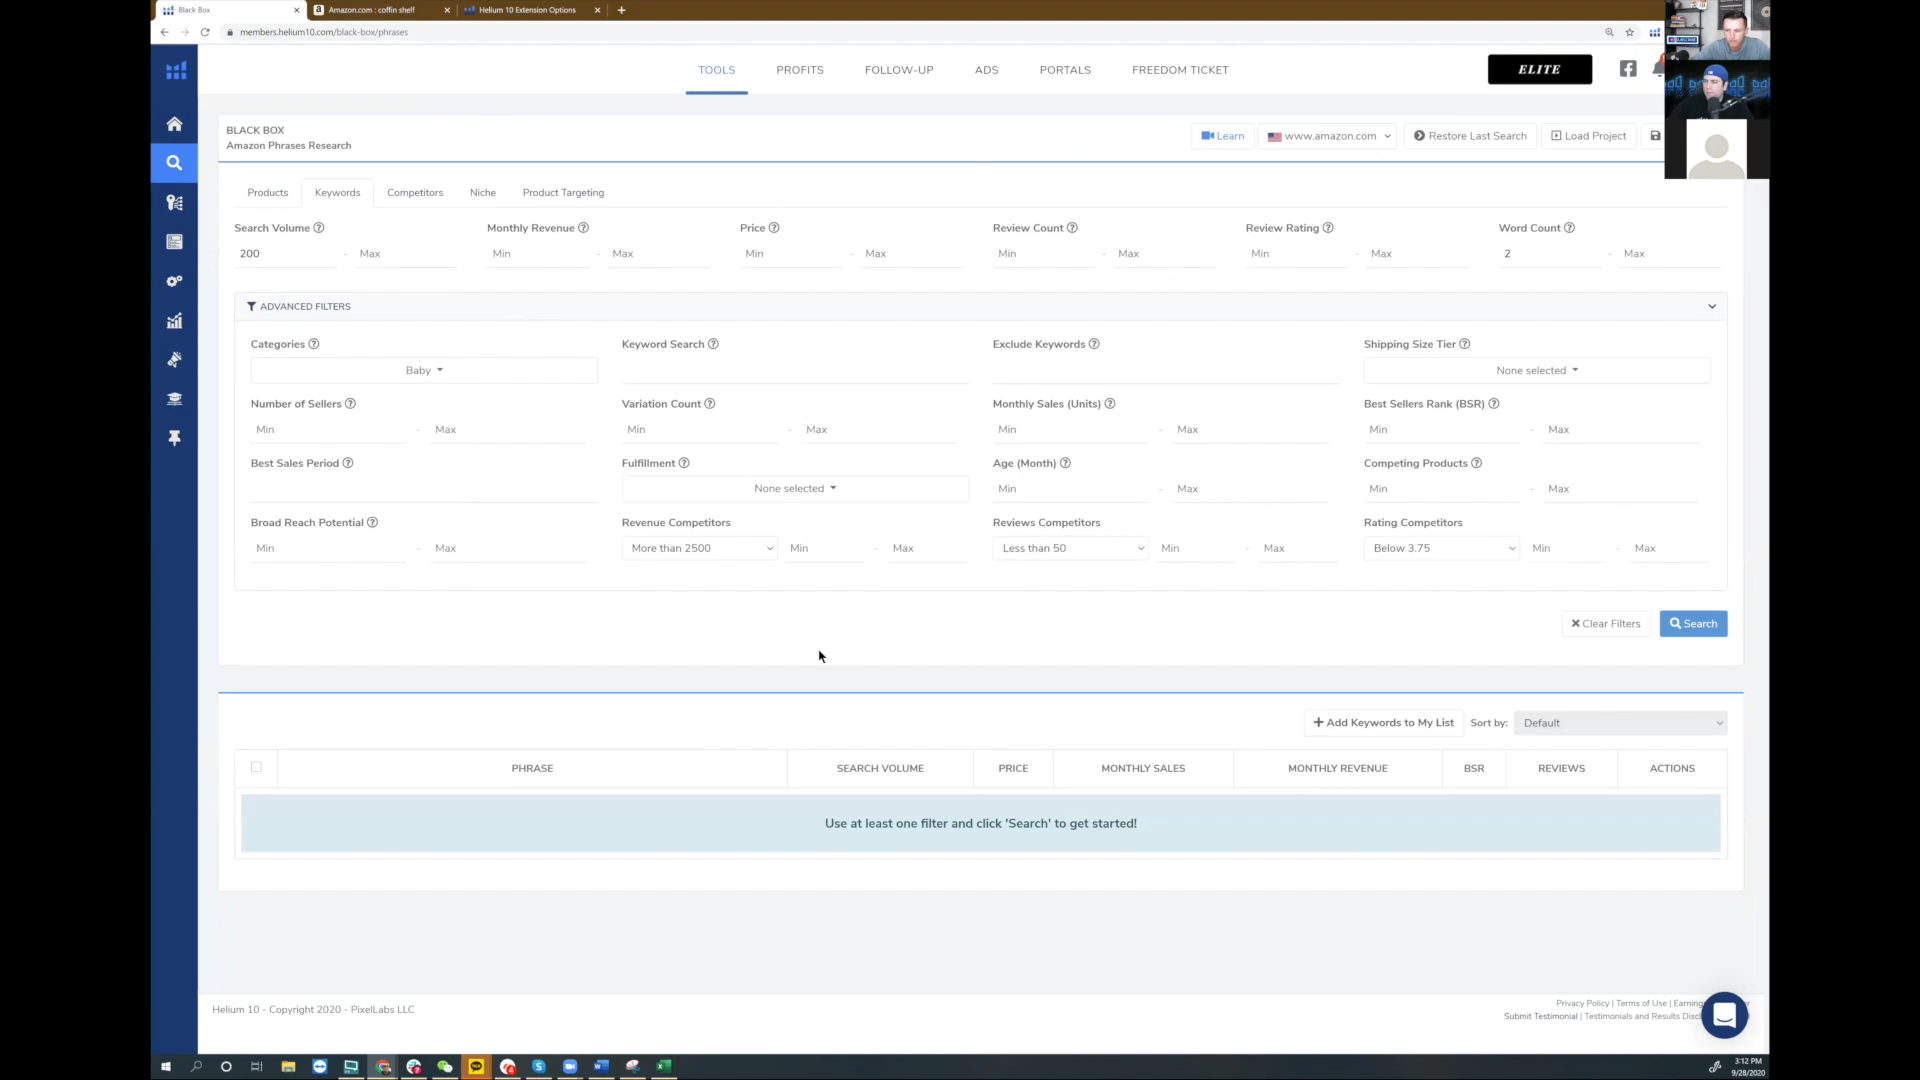 Black Box
Amazon.com : coffin shelf
Helium 10 Extension Options
members.helium10.com/black-box/phrases
TOOLS
PROFITS
FOLLOW-UP
ADS
PORTALS
FREEDOM TICKET
ELITE
BLACK BOX
Amazon Phrases Research
Learn
www.amazon.com
Restore Last Search
Load Project
Products
Keywords
Competitors
Niche
Product Targeting
Search Volume
Monthly Revenue
Price
Review Count
Review Rating
Word Count
200 - Max
Min - Max
Min - Max
Min - Max
Min - Max
2 - Max
ADVANCED FILTERS
Categories
Keyword Search
Exclude Keywords
Shipping Size Tier
Baby
None selected
Number of Sellers
Variation Count
Monthly Sales (Units)
Best Sellers Rank (BSR)
Min - Max
Min - Max
Min - Max
Min - Max
Best Sales Period
Fulfillment
Age (Month)
Competing Products
None selected
Min - Max
Min - Max
Broad Reach Potential
Revenue Competitors
Reviews Competitors
Rating Competitors
Min - Max
More than 2500
Min - Max
Less than 50
Min - Max
Below 3.75
Min - Max
Clear Filters
Search
+ Add Keywords to My List
Sort by:
Default
PHRASE
SEARCH VOLUME
PRICE
MONTHLY SALES
MONTHLY REVENUE
BSR
REVIEWS
ACTIONS
Use at least one filter and click 'Search' to get started!
Helium 10 - Copyright 2020 - PixelLabs LLC
Privacy Policy | Terms of Use |
Submit Testimonial | Testimonials and Results
3:12 PM
9/28/2020